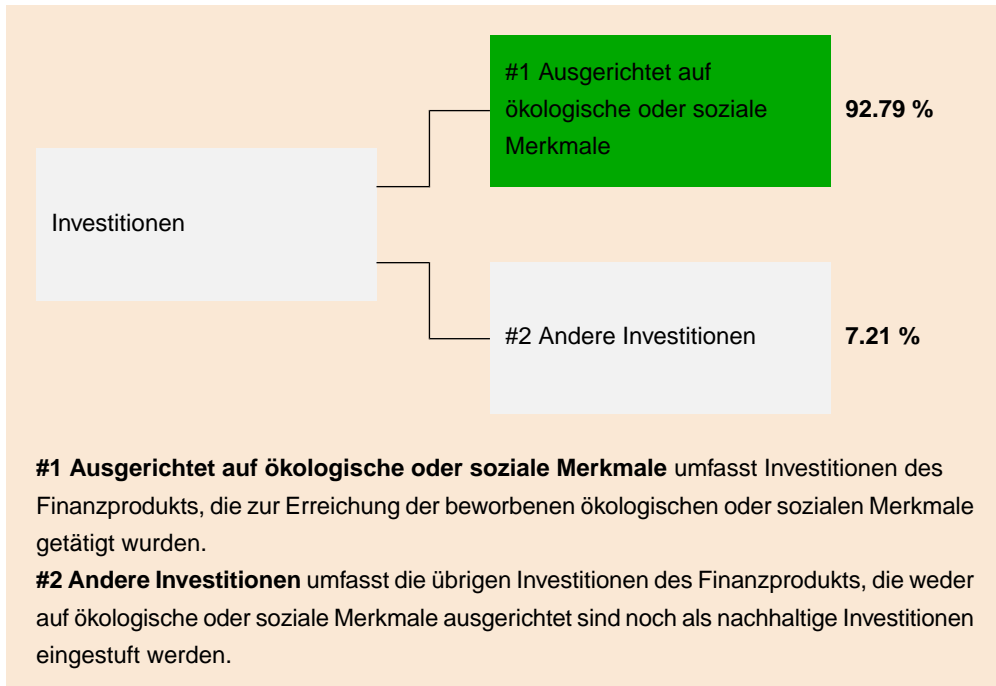 #1 Ausgerichtet auf
ökologische oder soziale
Merkmale
92.79 %
Investitionen
#2 Andere Investitionen
7.21 %
#1 Ausgerichtet auf ökologische oder soziale Merkmale umfasst Investitionen des
Finanzprodukts, die zur Erreichung der beworbenen ökologischen oder sozialen Merkmale
getätigt wurden.
#2 Andere Investitionen umfasst die übrigen Investitionen des Finanzprodukts, die weder
auf ökologische oder soziale Merkmale ausgerichtet sind noch als nachhaltige Investitionen
eingestuft werden.